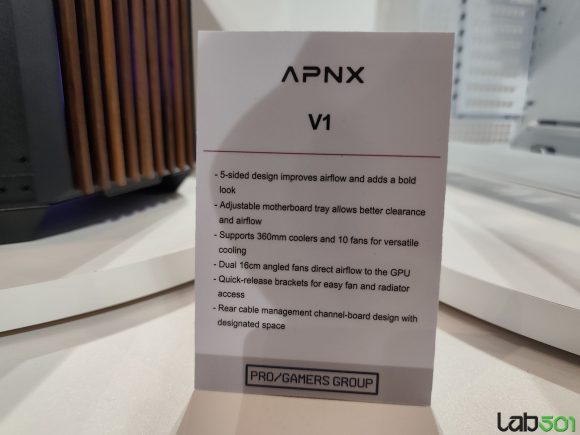 APNX
V1
- 5-sided design improves airflow and adds a bold
look
- Adjustable motherboard tray allows better clearance
and airflow
- Supports 360mm coolers and 10 fans for versatile
cooling
- Dual 16cm angled fans direct airflow to the GPU
- Quick-release brackets for easy fan and radiator
access
- Rear cable management channel-board design with
designated space
PRO/GAMERS GROUP
Lab501